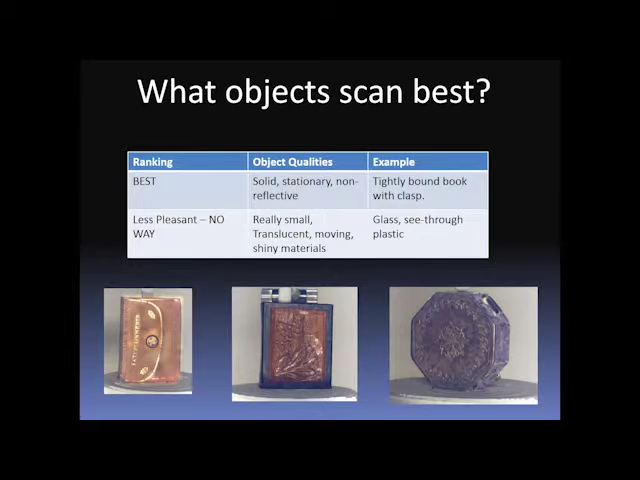 What objects scan best?
Ranking Object Qualities Example
BEST Solid, stationary, non- Tightly bound book
reflective with clasp.
Less Pleasant – NO Really small, Glass, see-through
WAY Translucent, moving, plastic
shiny materials